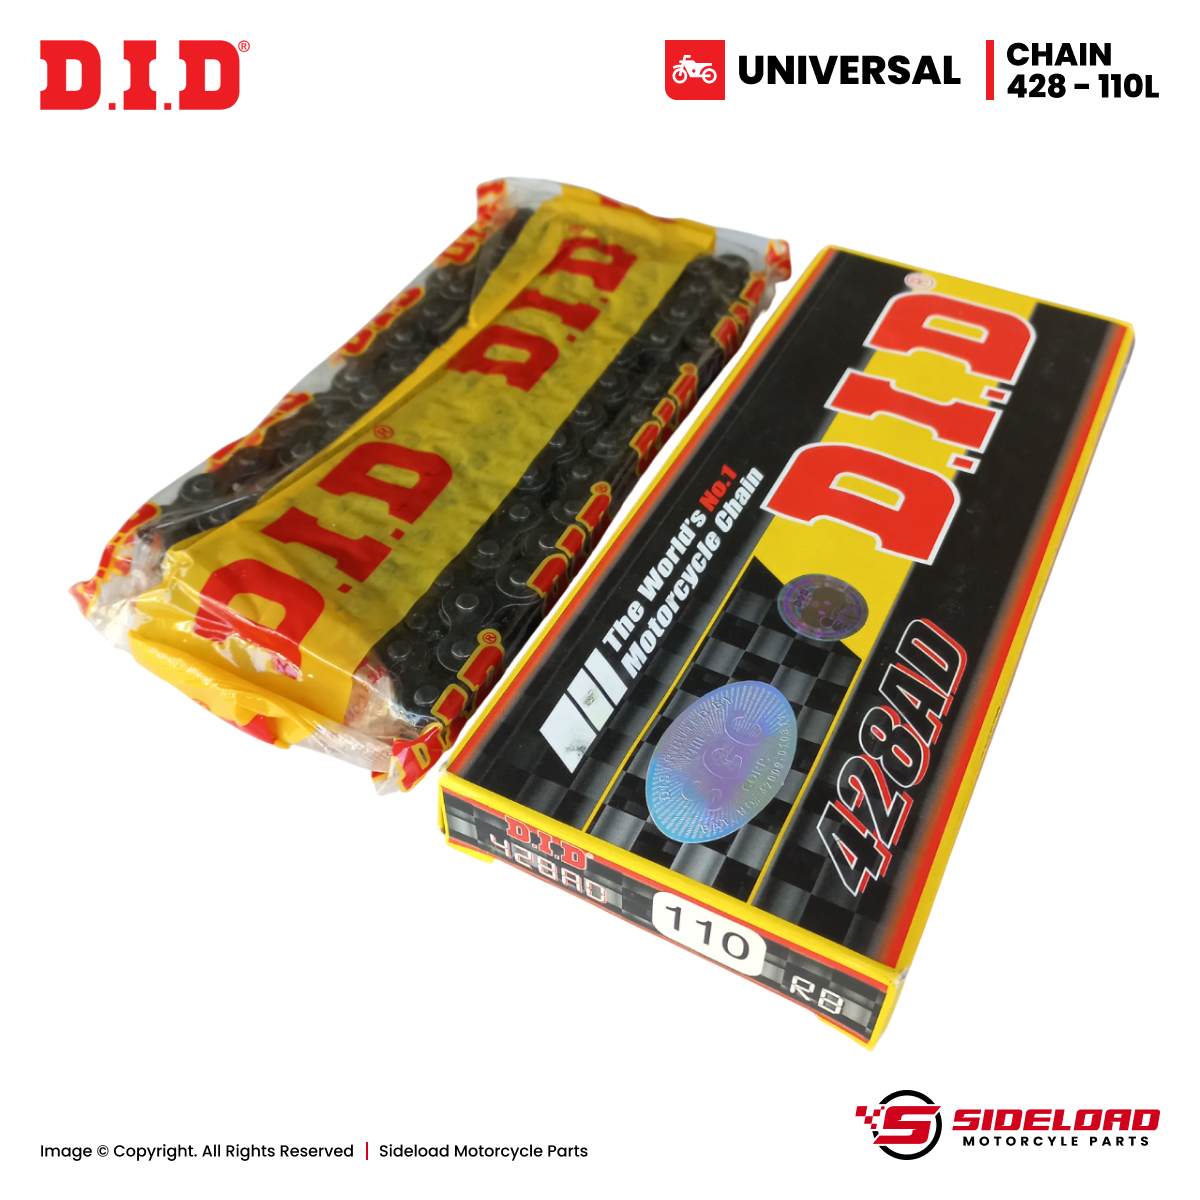 D.I.D®
UNIVERSAL
CHAIN
428 - 110L
D.I.D
D.I.D®
D.I.D
D.I.D®
D.I.D®
D.I.D®
D.I.D®
The World's No.1
Motorcycle Chain
428AD
D.I.D®
428AD
110
RB
Image © Copyright. All Rights Reserved | Sideload Motorcycle Parts
S SIDELOAD
MOTORCYLE PARTS